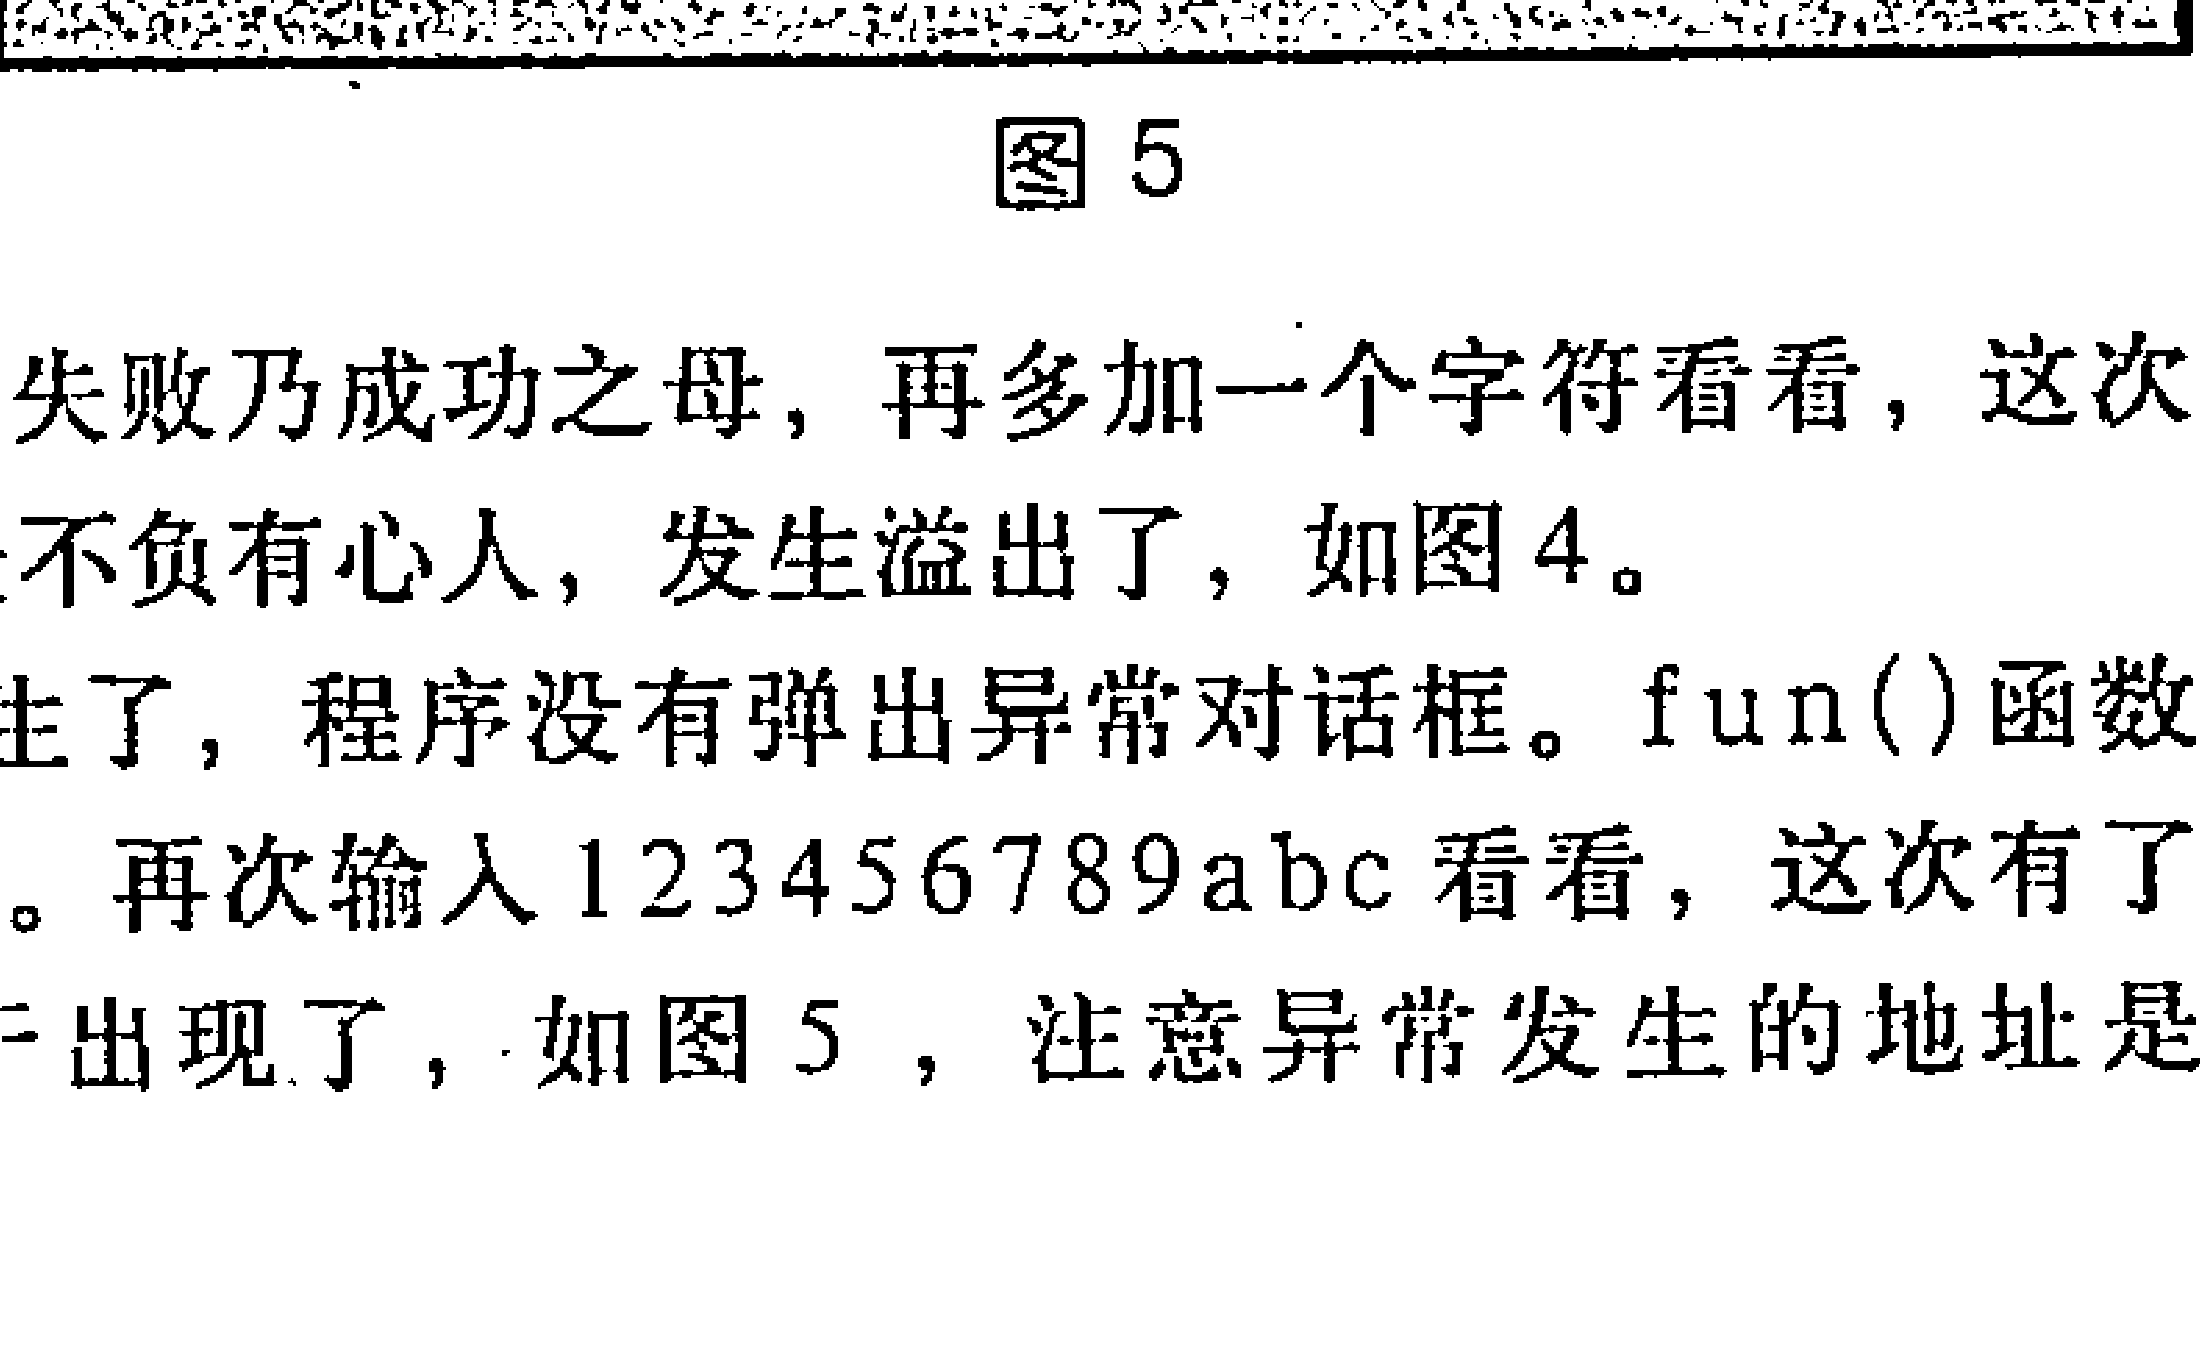 图 5
失败乃成功之母，再多加一个字符看看，这次
不负有心人，发生溢出了，如图4。
生了，程序没有弹出异常对话框。fun()函数
。再次输入123456789abc看看，这次有了
出现了，如图5，注意异常发生的地址是